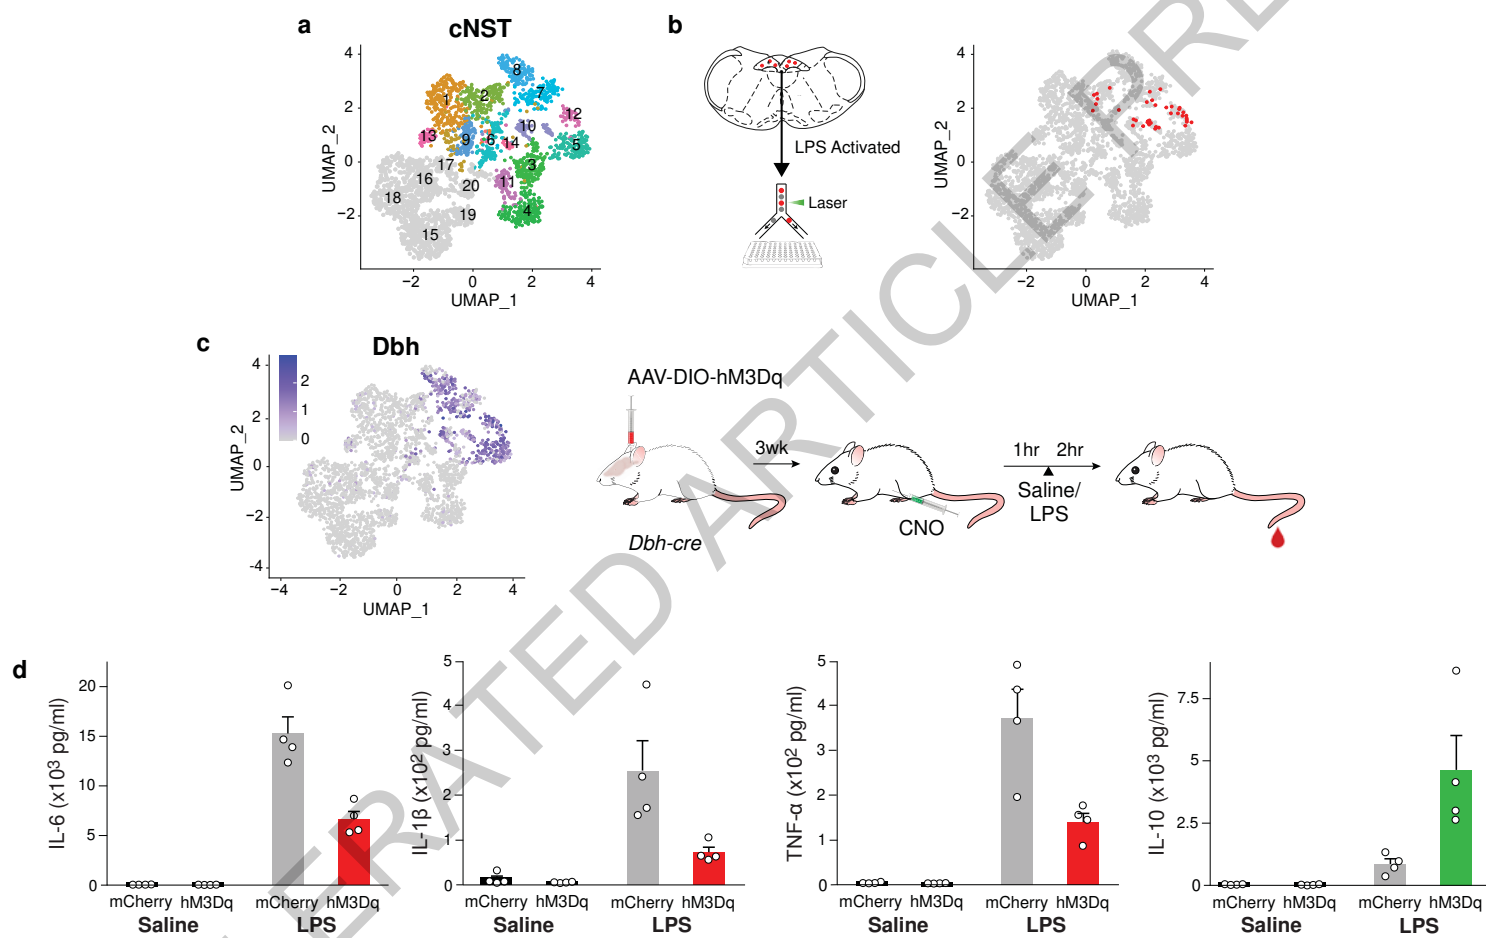 a
cNST
UMAP_2
4
2
0
−2
−2
0
2
4
UMAP_1
1
2
3
4
5
6
7
8
9
10
11
12
13
14
15
16
17
18
19
20
b
LPS Activated
Laser
UMAP_2
4
2
0
−2
−2
0
2
4
UMAP_1
c
Dbh
2
1
0
UMAP_2
4
2
0
−2
-4
−4
−2
0
2
4
UMAP_1
AAV-DIO-hM3Dq
Dbh-cre
3wk
CNO
1hr 2hr
Saline/
LPS
d
IL-6 (x10³ pg/ml)
20
15
10
5
0
mCherry hM3Dq mCherry hM3Dq
Saline LPS
IL-1β (x10² pg/ml)
5
4
3
2
1
0
mCherry hM3Dq mCherry hM3Dq
Saline LPS
TNF-α (x10² pg/ml)
5
4
3
2
1
0
mCherry hM3Dq mCherry hM3Dq
Saline LPS
IL-10 (x10³ pg/ml)
7.5
5
2.5
0
mCherry hM3Dq mCherry hM3Dq
Saline LPS
ERATED ARTICLE PRE